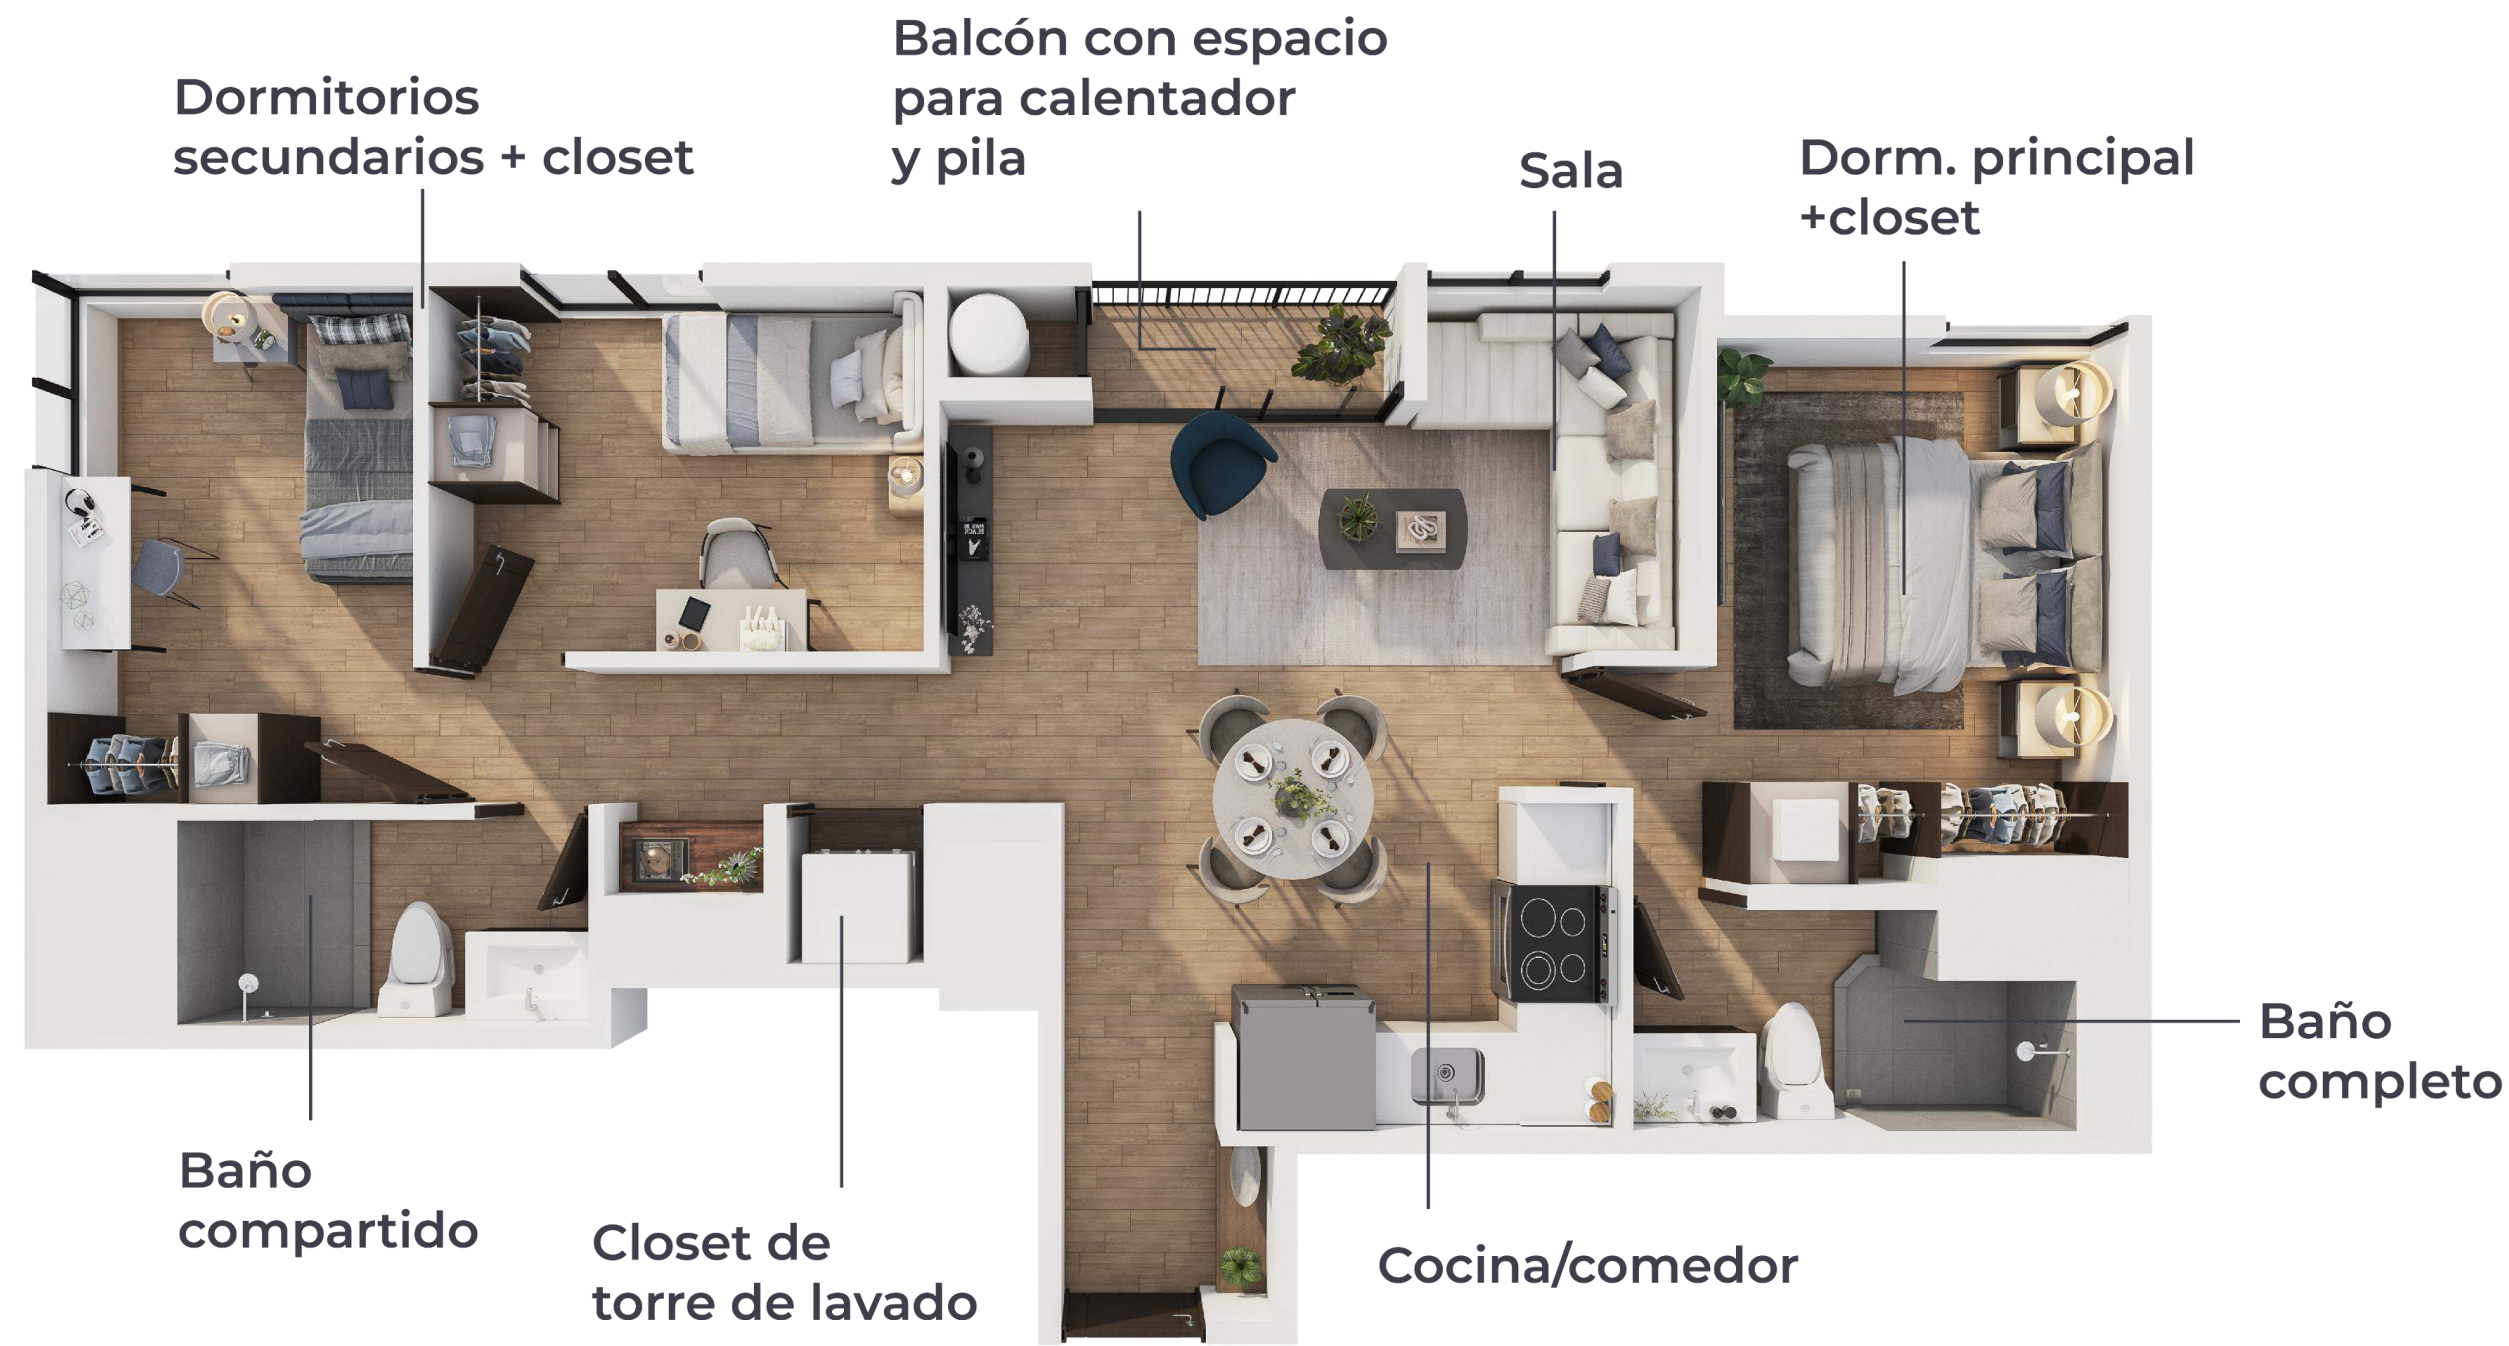 Balcón con espacio
para calentador
y pila
Dormitorios
secundarios + closet
Sala
Dorm. principal
+closet
Baño
completo
Baño
compartido
Closet de
torre de lavado
Cocina/comedor